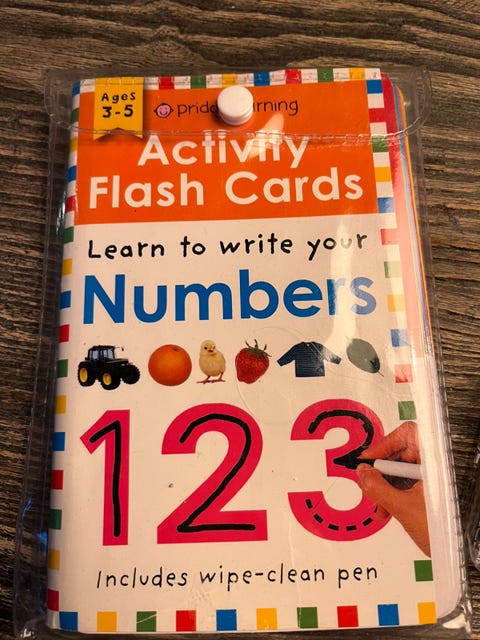 Ages
3-5
Activity
Flash Cards
Learn to write your
Numbers
123
Includes wipe-clean pen